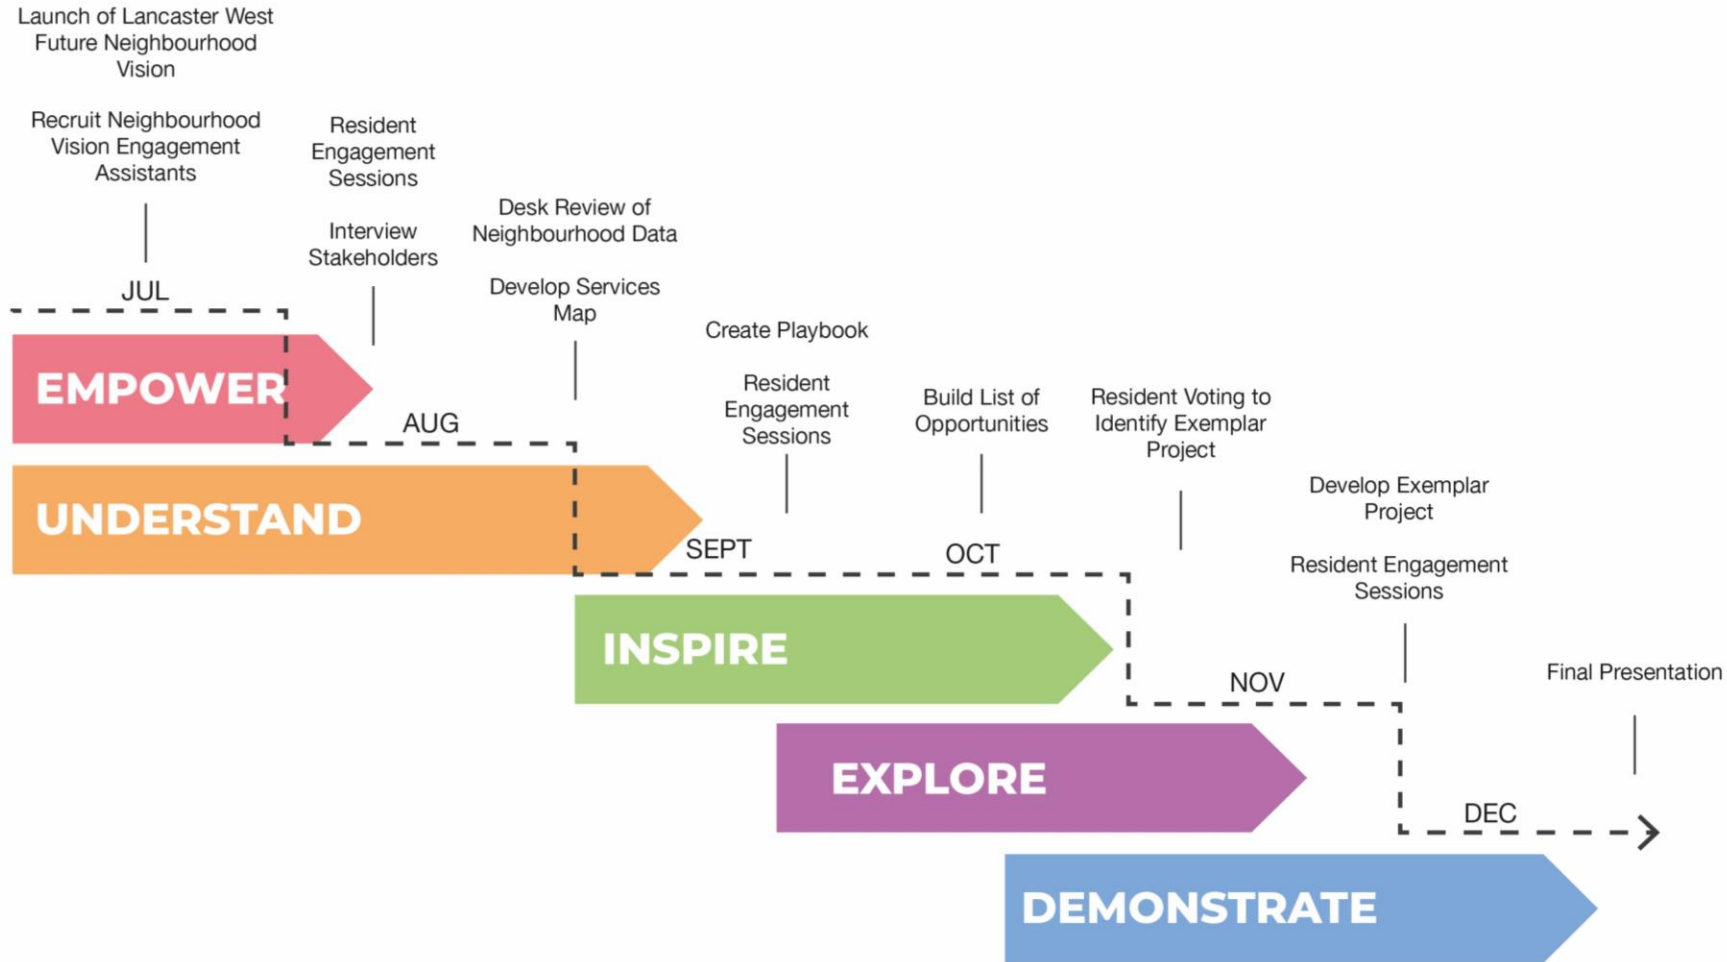 Launch of Lancaster West
Future Neighbourhood
Vision
Recruit Neighbourhood
Vision Engagement
Assistants
JUL
Resident
Engagement
Sessions
Interview
Stakeholders
EMPOWER
AUG
Desk Review of
Neighbourhood Data
Develop Services
Map
UNDERSTAND
SEPT
Create Playbook
Resident
Engagement
Sessions
OCT
Build List of
Opportunities
INSPIRE
Resident Voting to
Identify Exemplar
Project
NOV
EXPLORE
Develop Exemplar
Project
Resident Engagement
Sessions
DEC
Final Presentation
DEMONSTRATE